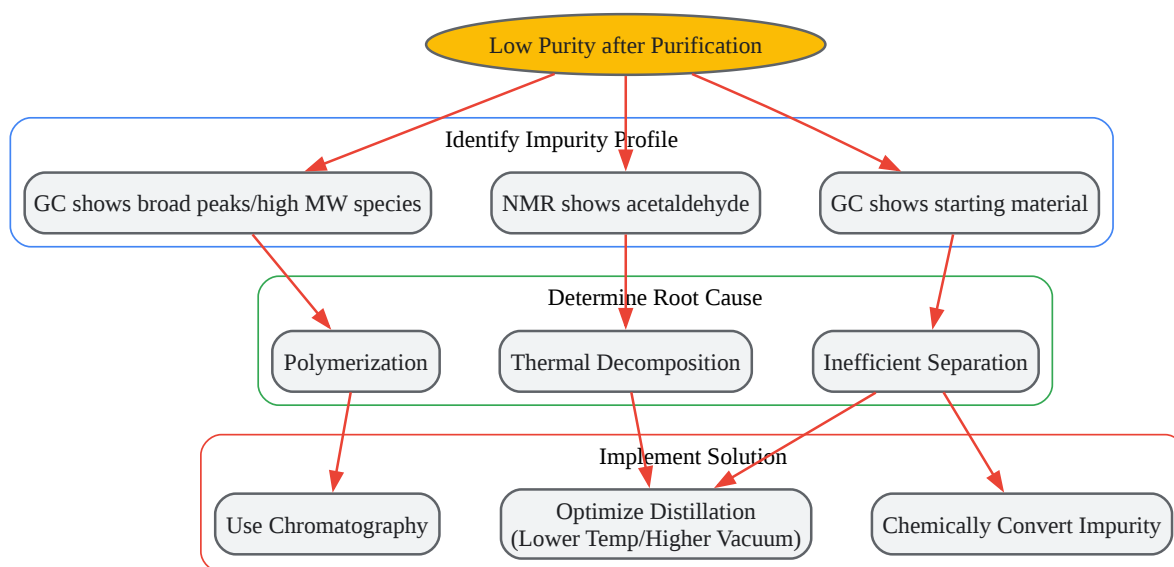 Low Purity after Purification
Identify Impurity Profile
GC shows broad peaks/high MW species
NMR shows acetaldehyde
GC shows starting material
Determine Root Cause
Polymerization
Thermal Decomposition
Inefficient Separation
Implement Solution
Use Chromatography
Optimize Distillation
(Lower Temp/Higher Vacuum)
Chemically Convert Impurity